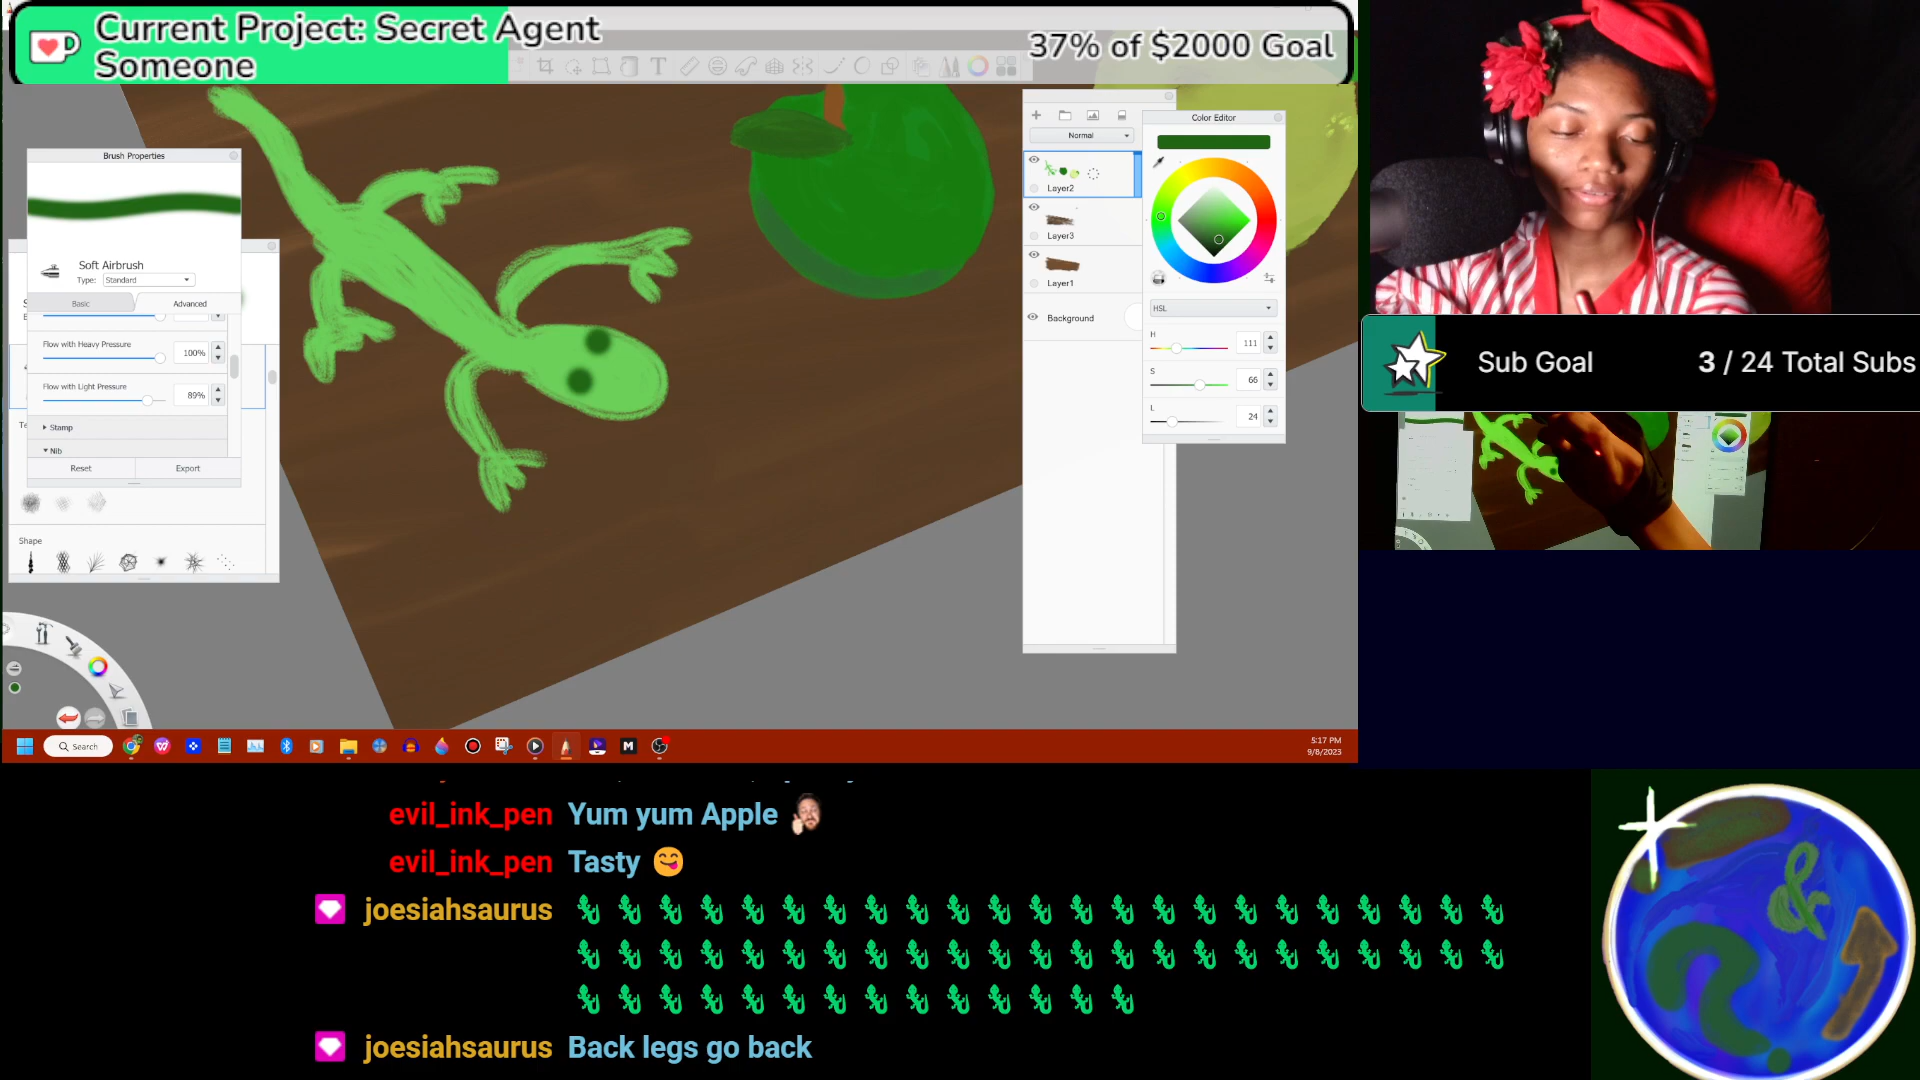 Current Project: Secret Agent
Someone
37% of $2000 Goal
T
Brush Properties
Soft Airbrush
Type: Standard
Basic
Advanced
Flow with Heavy Pressure
100%
Flow with Light Pressure
89%
Stamp
Nib
Reset
Export
Shape
Normal
Layer2
Layer3
Layer1
Background
Color Editor
HSL
H
111
S
66
L
24
Search
M
5:17 PM
9/8/2023
Sub Goal
3 / 24 Total Subs
evil_ink_pen Yum yum Apple
evil_ink_pen Tasty
joesiahsaurus
joesiahsaurus Back legs go back
&